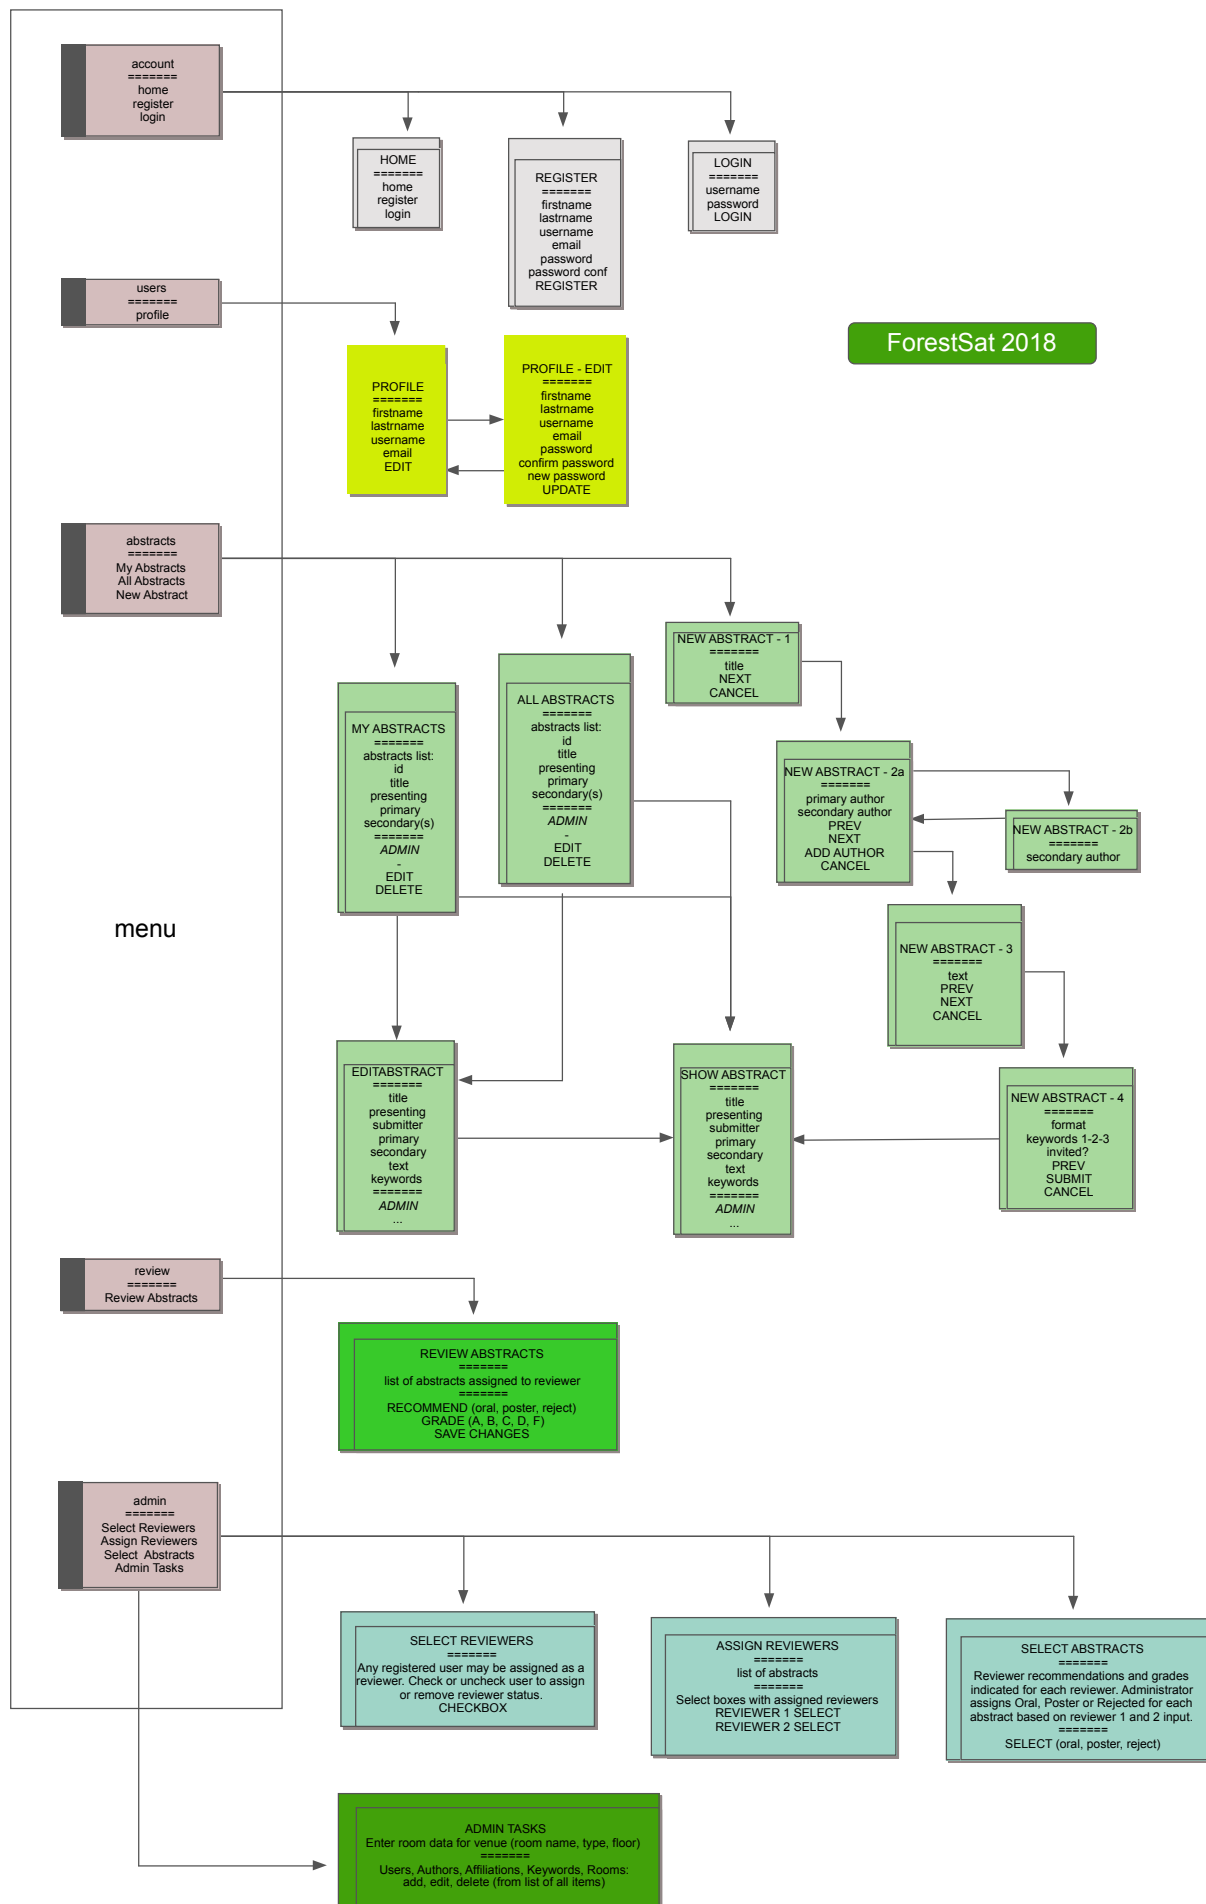 account
=======
home
register
login
HOME
=======
home
register
login
REGISTER
=======
firstname
lastrname
username
email
password
password conf
REGISTER
LOGIN
=======
username
password
LOGIN
users
=======
profile
ForestSat 2018
PROFILE
=======
firstname
lastrname
username
email
EDIT
PROFILE - EDIT
=======
firstname
lastrname
username
email
password
confirm password
new password
UPDATE
abstracts
=======
My Abstracts
All Abstracts
New Abstract
MY ABSTRACTS
=======
abstracts list:
id
title
presenting
primary
secondary(s)
=======
ADMIN
-
EDIT
DELETE
ALL ABSTRACTS
=======
abstracts list:
id
title
presenting
primary
secondary(s)
=======
ADMIN
-
EDIT
DELETE
NEW ABSTRACT - 1
=======
title
NEXT
CANCEL
NEW ABSTRACT - 2a
=======
primary author
secondary author
PREV
NEXT
ADD AUTHOR
CANCEL
NEW ABSTRACT - 2b
=======
secondary author
menu
NEW ABSTRACT - 3
=======
text
PREV
NEXT
CANCEL
EDITABSTRACT
=======
title
presenting
submitter
primary
secondary
text
keywords
=======
ADMIN
...
SHOW ABSTRACT
=======
title
presenting
submitter
primary
secondary
text
keywords
=======
ADMIN
...
NEW ABSTRACT - 4
=======
format
keywords 1-2-3
invited?
PREV
SUBMIT
CANCEL
review
=======
Review Abstracts
REVIEW ABSTRACTS
=======
list of abstracts assigned to reviewer
=======
RECOMMEND (oral, poster, reject)
GRADE (A, B, C, D, F)
SAVE CHANGES
admin
=======
Select Reviewers
Assign Reviewers
Select Abstracts
Admin Tasks
SELECT REVIEWERS
=======
Any registered user may be assigned as a
reviewer. Check or uncheck user to assign
or remove reviewer status.
CHECKBOX
ASSIGN REVIEWERS
=======
list of abstracts
=======
Select boxes with assigned reviewers
REVIEWER 1 SELECT
REVIEWER 2 SELECT
SELECT ABSTRACTS
=======
Reviewer recommendations and grades
indicated for each reviewer. Administrator
assigns Oral, Poster or Rejected for each
abstract based on reviewer 1 and 2 input.
=======
SELECT (oral, poster, reject)
ADMIN TASKS
Enter room data for venue (room name, type, floor)
=======
Users, Authors, Affiliations, Keywords, Rooms:
add, edit, delete (from list of all items)